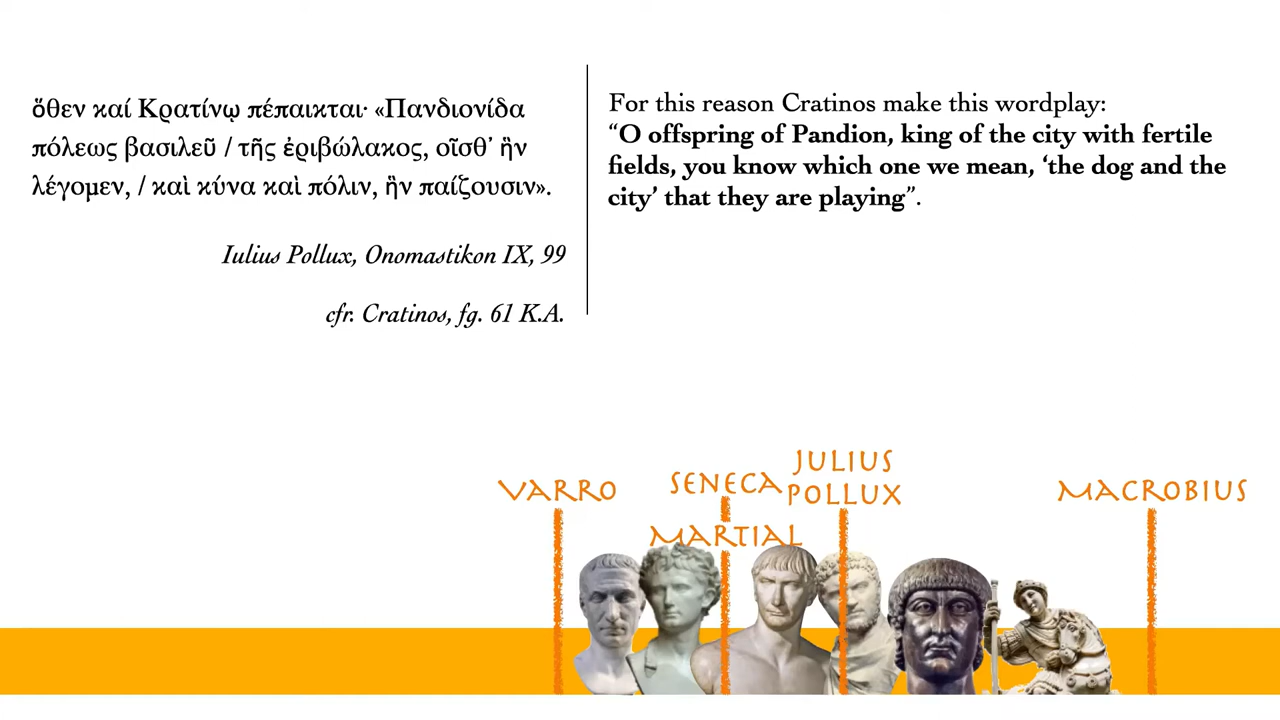 ὅθεν καί Κρατίνῳ πέπαικται· «Πανδιονίδα
πόλεως βασιλεῦ / τῆς ἐριβώλακος, οἶσθ᾽ ἣν
λέγομεν, / καὶ κύνα καὶ πόλιν, ἣν παίζουσιν».
Iulius Pollux, Onomastikon IX, 99
cfr. Cratinos, fg. 61 K.A.
For this reason Cratinos make this wordplay:
“O offspring of Pandion, king of the city with fertile
fields, you know which one we mean, ‘the dog and the
city’ that they are playing”.
VARRO
SENECA
MARTIAL
JULIUS
POLLUX
MACROBIUS